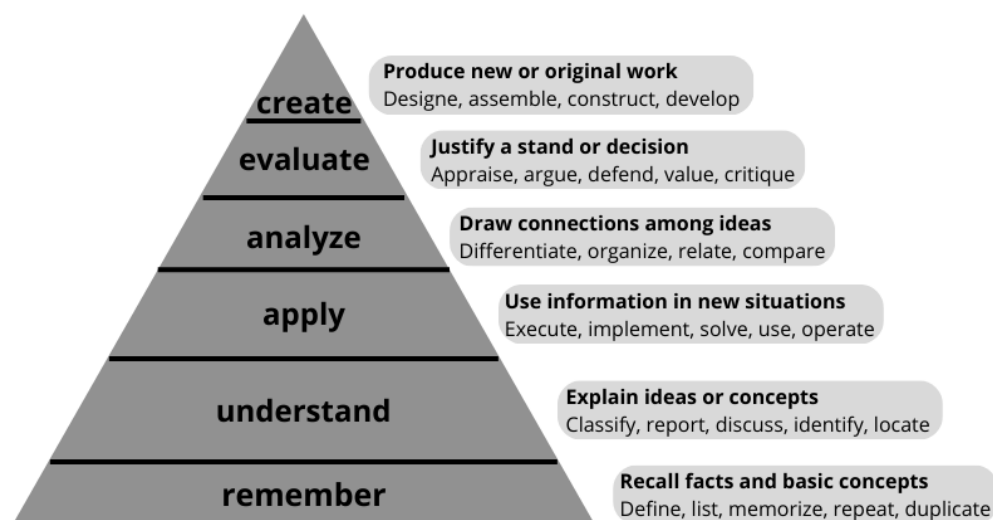 create
Produce new or original work
Designe, assemble, construct, develop
evaluate
Justify a stand or decision
Appraise, argue, defend, value, critique
analyze
Draw connections among ideas
Differentiate, organize, relate, compare
apply
Use information in new situations
Execute, implement, solve, use, operate
understand
Explain ideas or concepts
Classify, report, discuss, identify, locate
remember
Recall facts and basic concepts
Define, list, memorize, repeat, duplicate